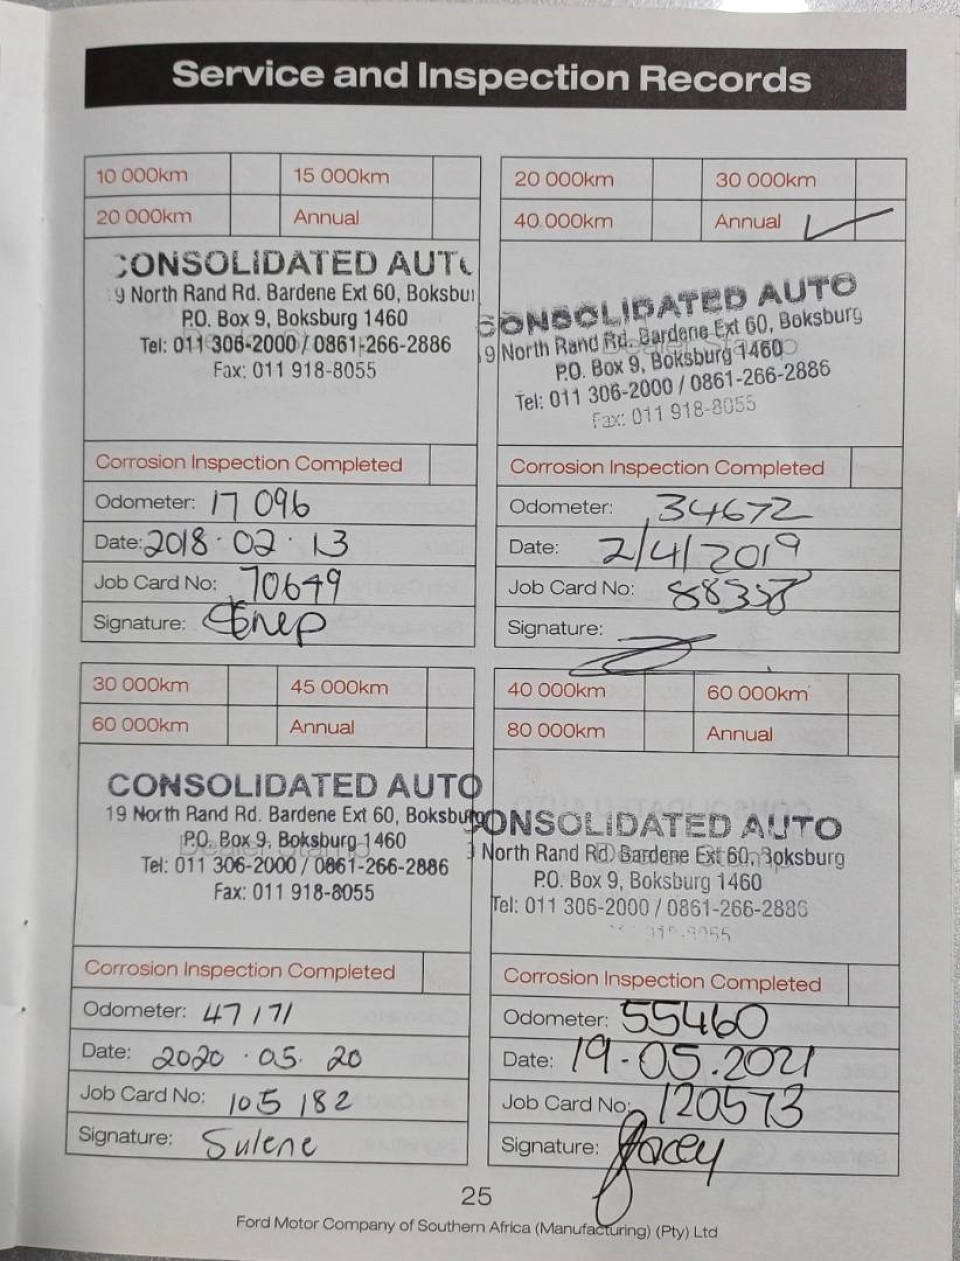 Service and Inspection Records
10 000km 15 000km
20 000km Annual
CONSOLIDATED AUTO
9 North Rand Rd. Bardene Ext 60, Boksbu
P.O. Box 9, Boksburg 1460
Tel: 011 306-2000 / 0861-266-2886
Fax: 011 918-8055
Corrosion Inspection Completed
Odometer: 17 096
Date: 2018.02.13
Job Card No: 70649
Signature:
20 000km 30 000km
40 000km Annual ✓
CONSOLIDATED AUTO
19 North Rand Rd. Bardene Ext 60, Boksburg
P.O. Box 9, Boksburg 1460
Tel: 011 306-2000 / 0861-266-2886
Fax: 011 918-8055
Corrosion Inspection Completed
Odometer: 34672
Date: 2/4/2019
Job Card No:
Signature:
30 000km 45 000km
60 000km Annual
CONSOLIDATED AUTO
19 North Rand Rd. Bardene Ext 60, Boksburg
P.O. Box 9, Boksburg 1460
Dealer Stamp
Tel: 011 306-2000 / 0861-266-2886
Fax: 011 918-8055
Corrosion Inspection Completed
Odometer: 47171
Date: 2020.05.20
Job Card No: 105182
Signature: Sulene
40 000km 60 000km
80 000km Annual
CONSOLIDATED AUTO
North Rand Rd. Bardene Ext 60, Boksburg
P.O. Box 9, Boksburg 1460
Tel: 011 306-2000 / 0861-266-2886
Corrosion Inspection Completed
Odometer: 55460
Date: 19.05.2021
Job Card No: 120573
Signature: Jacey
25
Ford Motor Company of Southern Africa (Manufacturing) (Pty) Ltd